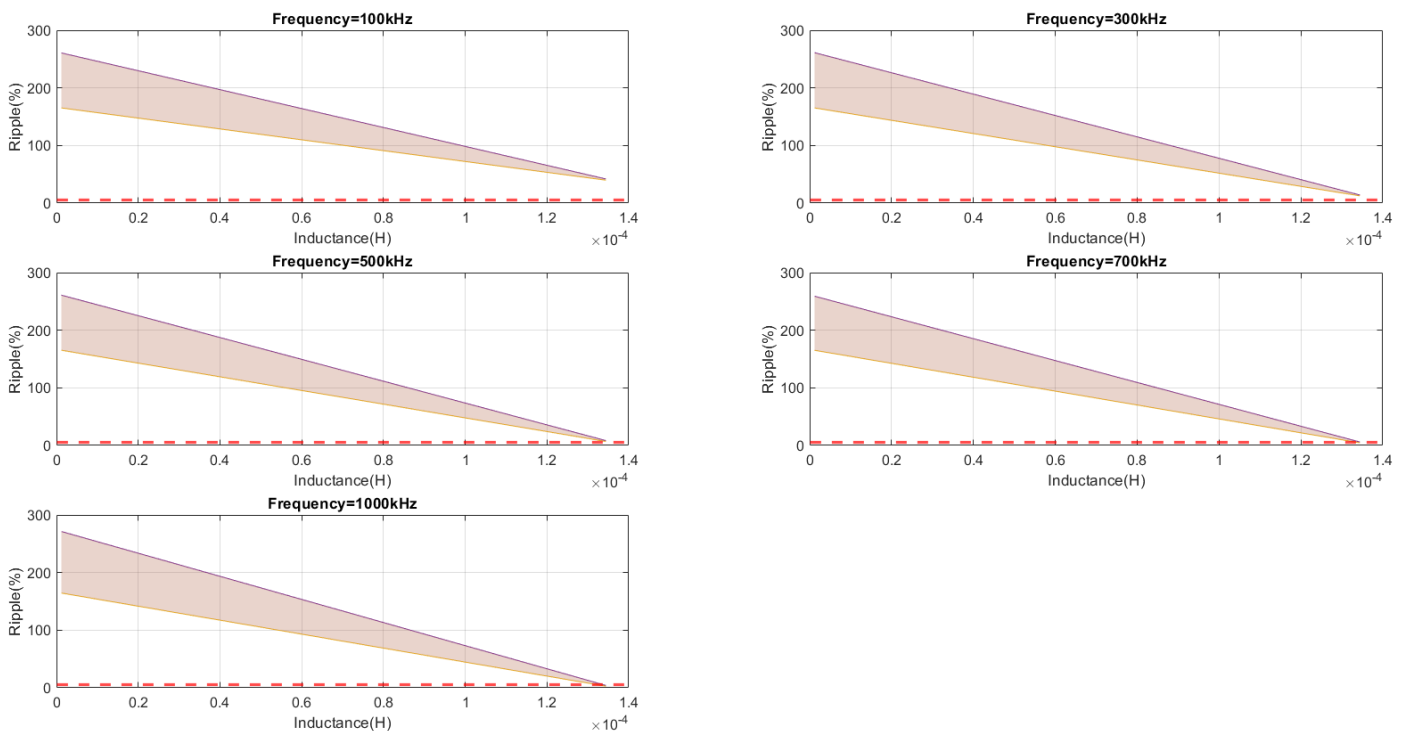 Frequency=100kHz
300
200
100
0
Ripple(%)
0 0.2 0.4 0.6 0.8 1 1.2 1.4
Inductance(H)
×10-4
Frequency=300kHz
300
200
100
0
Ripple(%)
0 0.2 0.4 0.6 0.8 1 1.2 1.4
Inductance(H)
×10-4
Frequency=500kHz
300
200
100
0
Ripple(%)
0 0.2 0.4 0.6 0.8 1 1.2 1.4
Inductance(H)
×10-4
Frequency=700kHz
300
200
100
0
Ripple(%)
0 0.2 0.4 0.6 0.8 1 1.2 1.4
Inductance(H)
×10-4
Frequency=1000kHz
300
200
100
0
Ripple(%)
0 0.2 0.4 0.6 0.8 1 1.2 1.4
Inductance(H)
×10-4